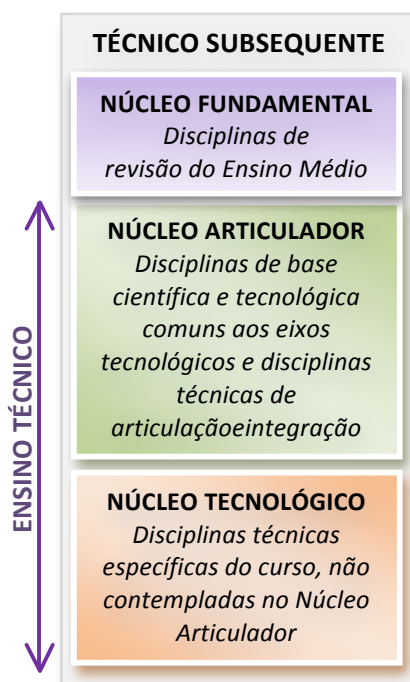 TÉCNICO SUBSEQUENTE
NÚCLEO FUNDAMENTAL
Disciplinas de
revisão do Ensino Médio
NÚCLEO ARTICULADOR
Disciplinas de base
científica e tecnológica
comuns aos eixos
tecnológicos e disciplinas
técnicas de
articulaçãoeintegração
NÚCLEO TECNOLÓGICO
Disciplinas técnicas
específicas do curso, não
contempladas no Núcleo
Articulador
ENSINO TÉCNICO